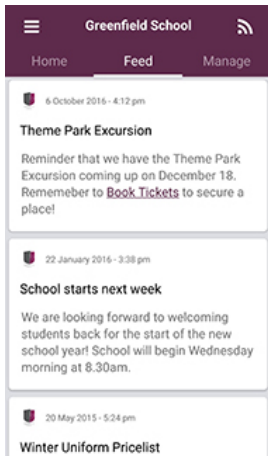 Greenfield School
Home Feed Manage
6 October 2016 - 4:12 pm
Theme Park Excursion
Reminder that we have the Theme Park
Excursion coming up on December 18.
Rememeber to Book Tickets to secure a
place!
22 January 2016 - 3:38 pm
School starts next week
We are looking forward to welcoming
students back for the start of the new
school year! School will begin Wednesday
morning at 8.30am.
20 May 2015 - 5:24 pm
Winter Uniform Pricelist